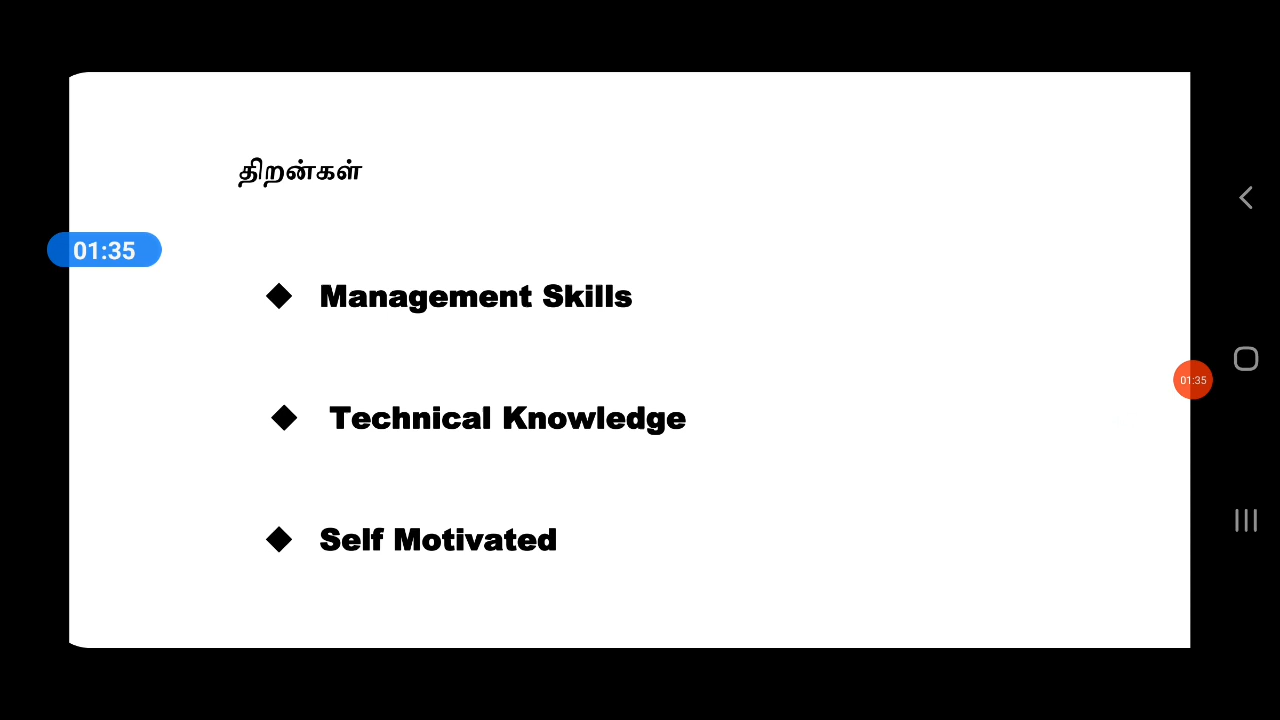 திறன்கள்
01:35
◆ Management Skills
01:35
◆ Technical Knowledge
◆ Self Motivated